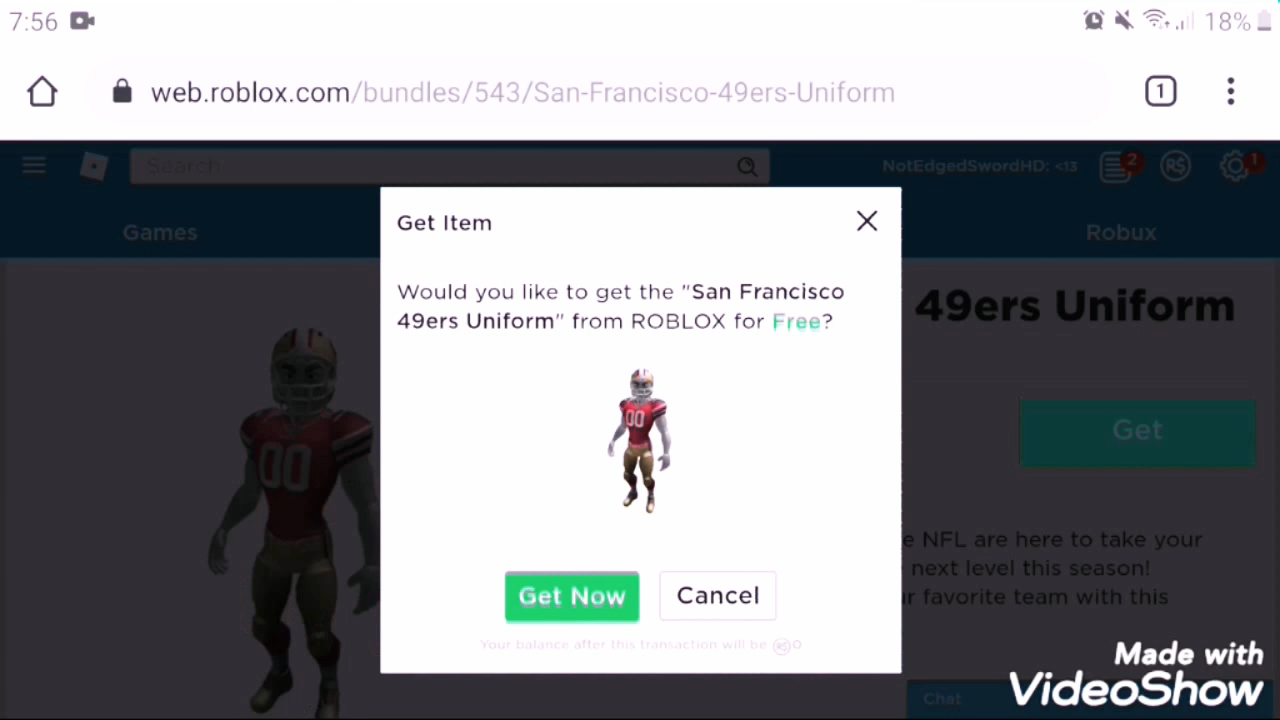 7:56
18%
web.roblox.com/bundles/543/San-Francisco-49ers-Uniform
1
Search
NotEdgedSwordHD: <13
2
R$
1
Games
Robux
Get Item
Would you like to get the "San Francisco
49ers Uniform" from ROBLOX for Free?
49ers Uniform
00
00
Get
e NFL are here to take your
next level this season!
r favorite team with this
Get Now
Cancel
Your balance after this transaction will be R$0
Made with
VideoShow
Chat